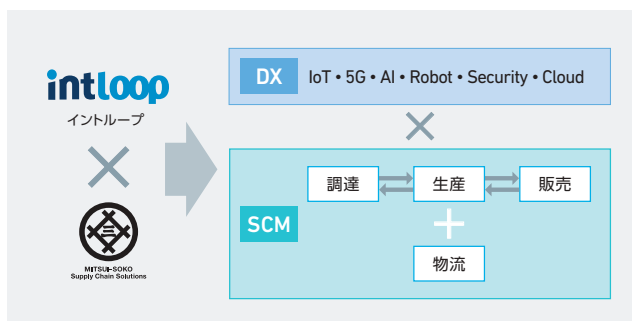 intloop
イントループ
三
MITSUI-SOKO
Supply Chain Solutions
DX
IoT • 5G • AI • Robot • Security • Cloud
SCM
調達
生産
販売
物流